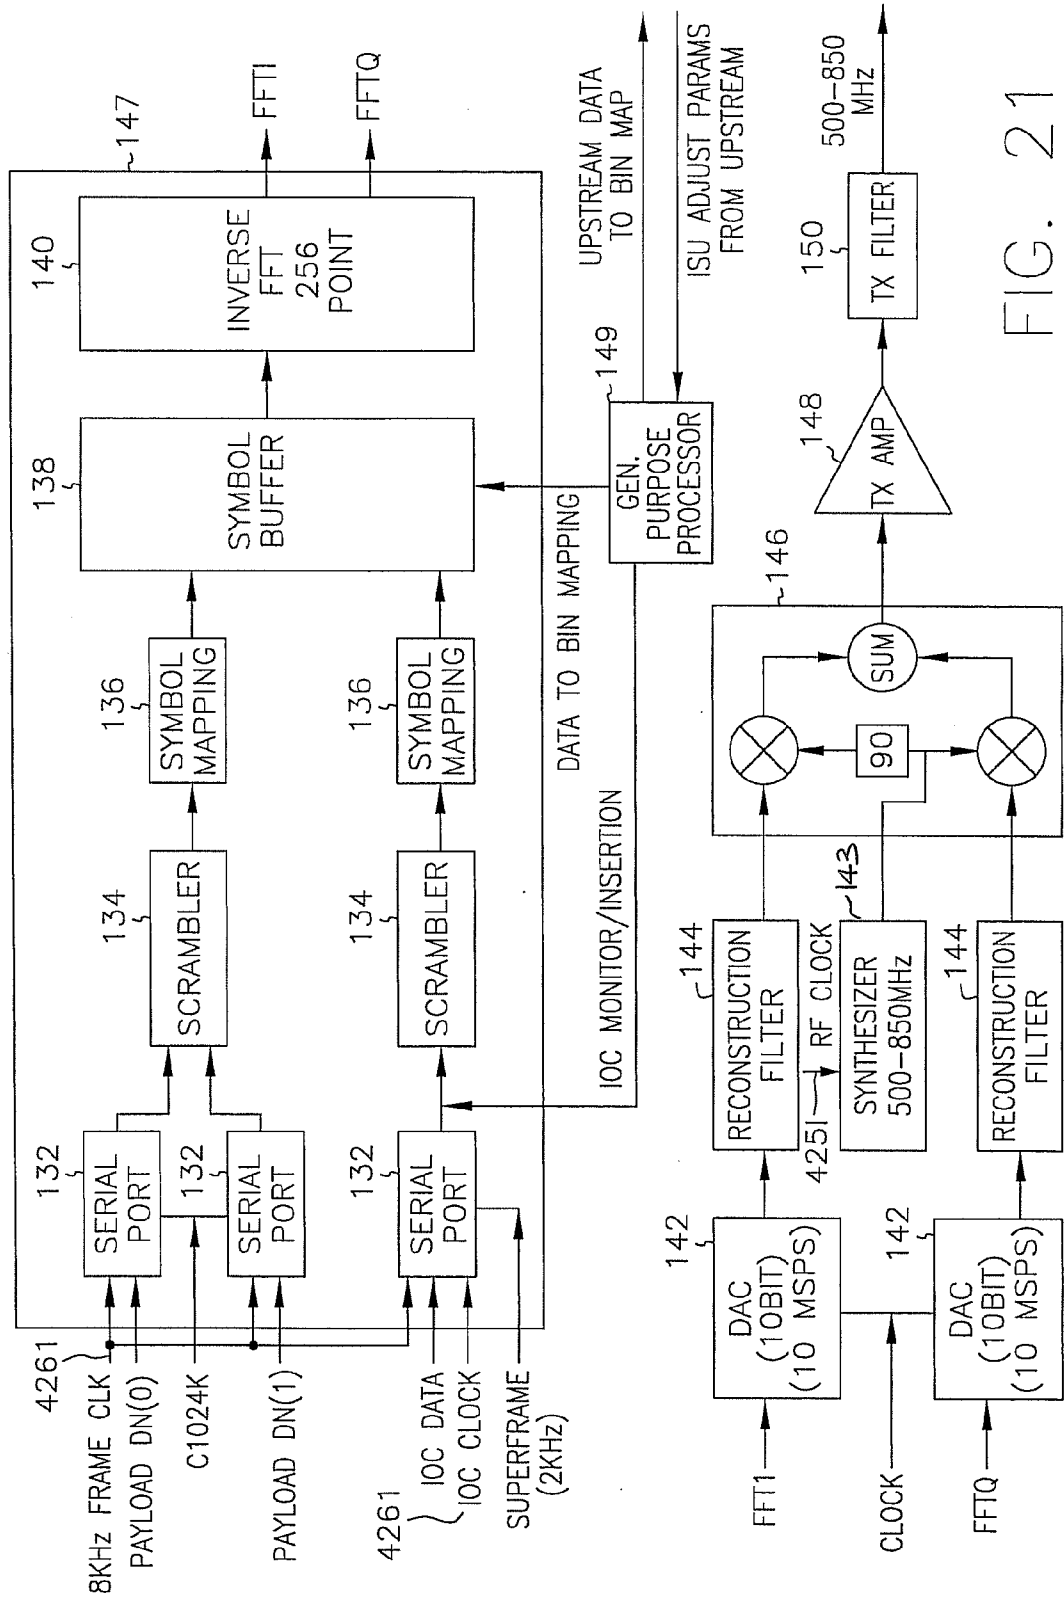 147
FFTI
FFTQ
140
INVERSE
FFT
256
POINT
138
SYMBOL
BUFFER
136
SYMBOL
MAPPING
136
SYMBOL
MAPPING
134
SCRAMBLER
134
SCRAMBLER
132
SERIAL
PORT
132
SERIAL
PORT
132
SERIAL
PORT
4261
8KHz FRAME CLK
PAYLOAD DN(0)
C1024K
PAYLOAD DN(1)
4261
IOC DATA
IOC CLOCK
SUPERFRAME
(2KHz)
DATA TO BIN MAPPING
IOC MONITOR/INSERTION
149
GEN.
PURPOSE
PROCESSOR
UPSTREAM DATA
TO BIN MAP
ISU ADJUST PARAMS
FROM UPSTREAM
FFT1
CLOCK
FFTQ
142
DAC
(10BIT)
(10 MSPS)
142
DAC
(10BIT)
(10 MSPS)
144
RECONSTRUCTION
FILTER
4251
RF CLOCK
143
SYNTHESIZER
500-850MHz
144
RECONSTRUCTION
FILTER
146
90
SUM
148
TX AMP
150
TX FILTER
500-850
MHz
FIG. 21